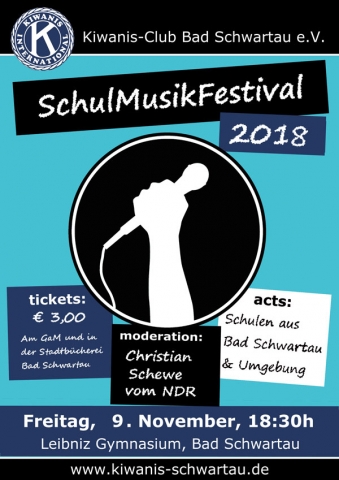 KIWANIS
K
INTERNATIONAL
Kiwanis-Club Bad Schwartau e.V.
SchulMusikFestival
2018
tickets:
€ 3,00
Am GaM und in
der Stadtbücherei
Bad Schwartau
moderation:
Christian
Schewe
vom NDR
acts:
Schulen aus
Bad Schwartau
& Umgebung
Freitag, 9. November, 18:30h
Leibniz Gymnasium, Bad Schwartau
www.kiwanis-schwartau.de